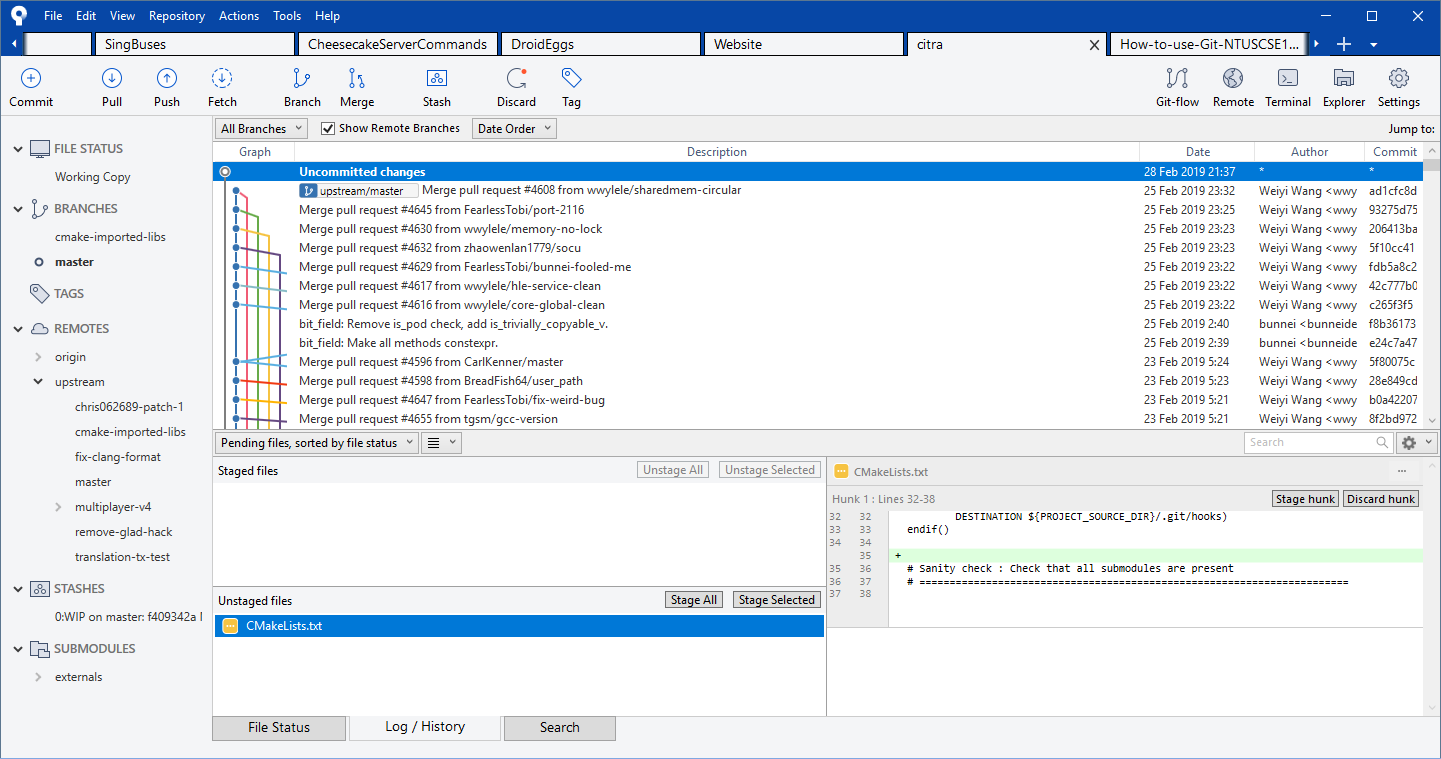 File Edit View Repository Actions Tools Help
SingBuses CheesecakeServerCommands DroidEggs Website citra How-to-use-Git-NTUSCSE1...
Commit Pull Push Fetch Branch Merge Stash Discard Tag Git-flow Remote Terminal Explorer Settings
FILE STATUS
Working Copy
BRANCHES
cmake-imported-libs
master
TAGS
REMOTES
origin
upstream
chris062689-patch-1
cmake-imported-libs
fix-clang-format
master
multiplayer-v4
remove-glad-hack
translation-tx-test
STASHES
0:WIP on master: f409342a
SUBMODULES
externals
All Branches Show Remote Branches Date Order Jump to:
Graph Description Date Author Commit
Uncommitted changes 28 Feb 2019 21:37 * *
upstream/master Merge pull request #4608 from wwylele/sharedmem-circular 25 Feb 2019 23:32 Weiyi Wang <wwy ad1cfc8d
Merge pull request #4645 from FearlessTobi/port-2116 25 Feb 2019 23:25 Weiyi Wang <wwy 93275d75
Merge pull request #4630 from wwylele/memory-no-lock 25 Feb 2019 23:23 Weiyi Wang <wwy 206413ba
Merge pull request #4632 from zhaowenlan1779/socu 25 Feb 2019 23:23 Weiyi Wang <wwy 5f10cc41
Merge pull request #4629 from FearlessTobi/bunnei-fooled-me 25 Feb 2019 23:22 Weiyi Wang <wwy fdb5a8c2
Merge pull request #4617 from wwylele/hle-service-clean 25 Feb 2019 23:22 Weiyi Wang <wwy 42c777b0
Merge pull request #4616 from wwylele/core-global-clean 25 Feb 2019 23:22 Weiyi Wang <wwy c265f3f5
bit_field: Remove is_pod check, add is_trivially_copyable_v. 25 Feb 2019 2:40 bunnei <bunneide f8b36173
bit_field: Make all methods constexpr. 25 Feb 2019 2:39 bunnei <bunneide e24c7a47
Merge pull request #4596 from CarlKenner/master 23 Feb 2019 5:24 Weiyi Wang <wwy 5f80075c
Merge pull request #4598 from BreadFish64/user_path 23 Feb 2019 5:23 Weiyi Wang <wwy 28e849cd
Merge pull request #4647 from FearlessTobi/fix-weird-bug 23 Feb 2019 5:21 Weiyi Wang <wwy b0a42207
Merge pull request #4655 from tgsm/gcc-version 23 Feb 2019 5:21 Weiyi Wang <wwy 8f2bd972
Pending files, sorted by file status Search
Staged files Unstage All Unstage Selected
Unstaged files Stage All Stage Selected
CMakeLists.txt
CMakeLists.txt ...
Hunk 1 : Lines 32-38 Stage hunk Discard hunk
32 32 DESTINATION ${PROJECT_SOURCE_DIR}/.git/hooks)
33 33 endif()
34 34
35 +
35 36 # Sanity check : Check that all submodules are present
36 37 # =======================================================================
37 38
File Status Log / History Search